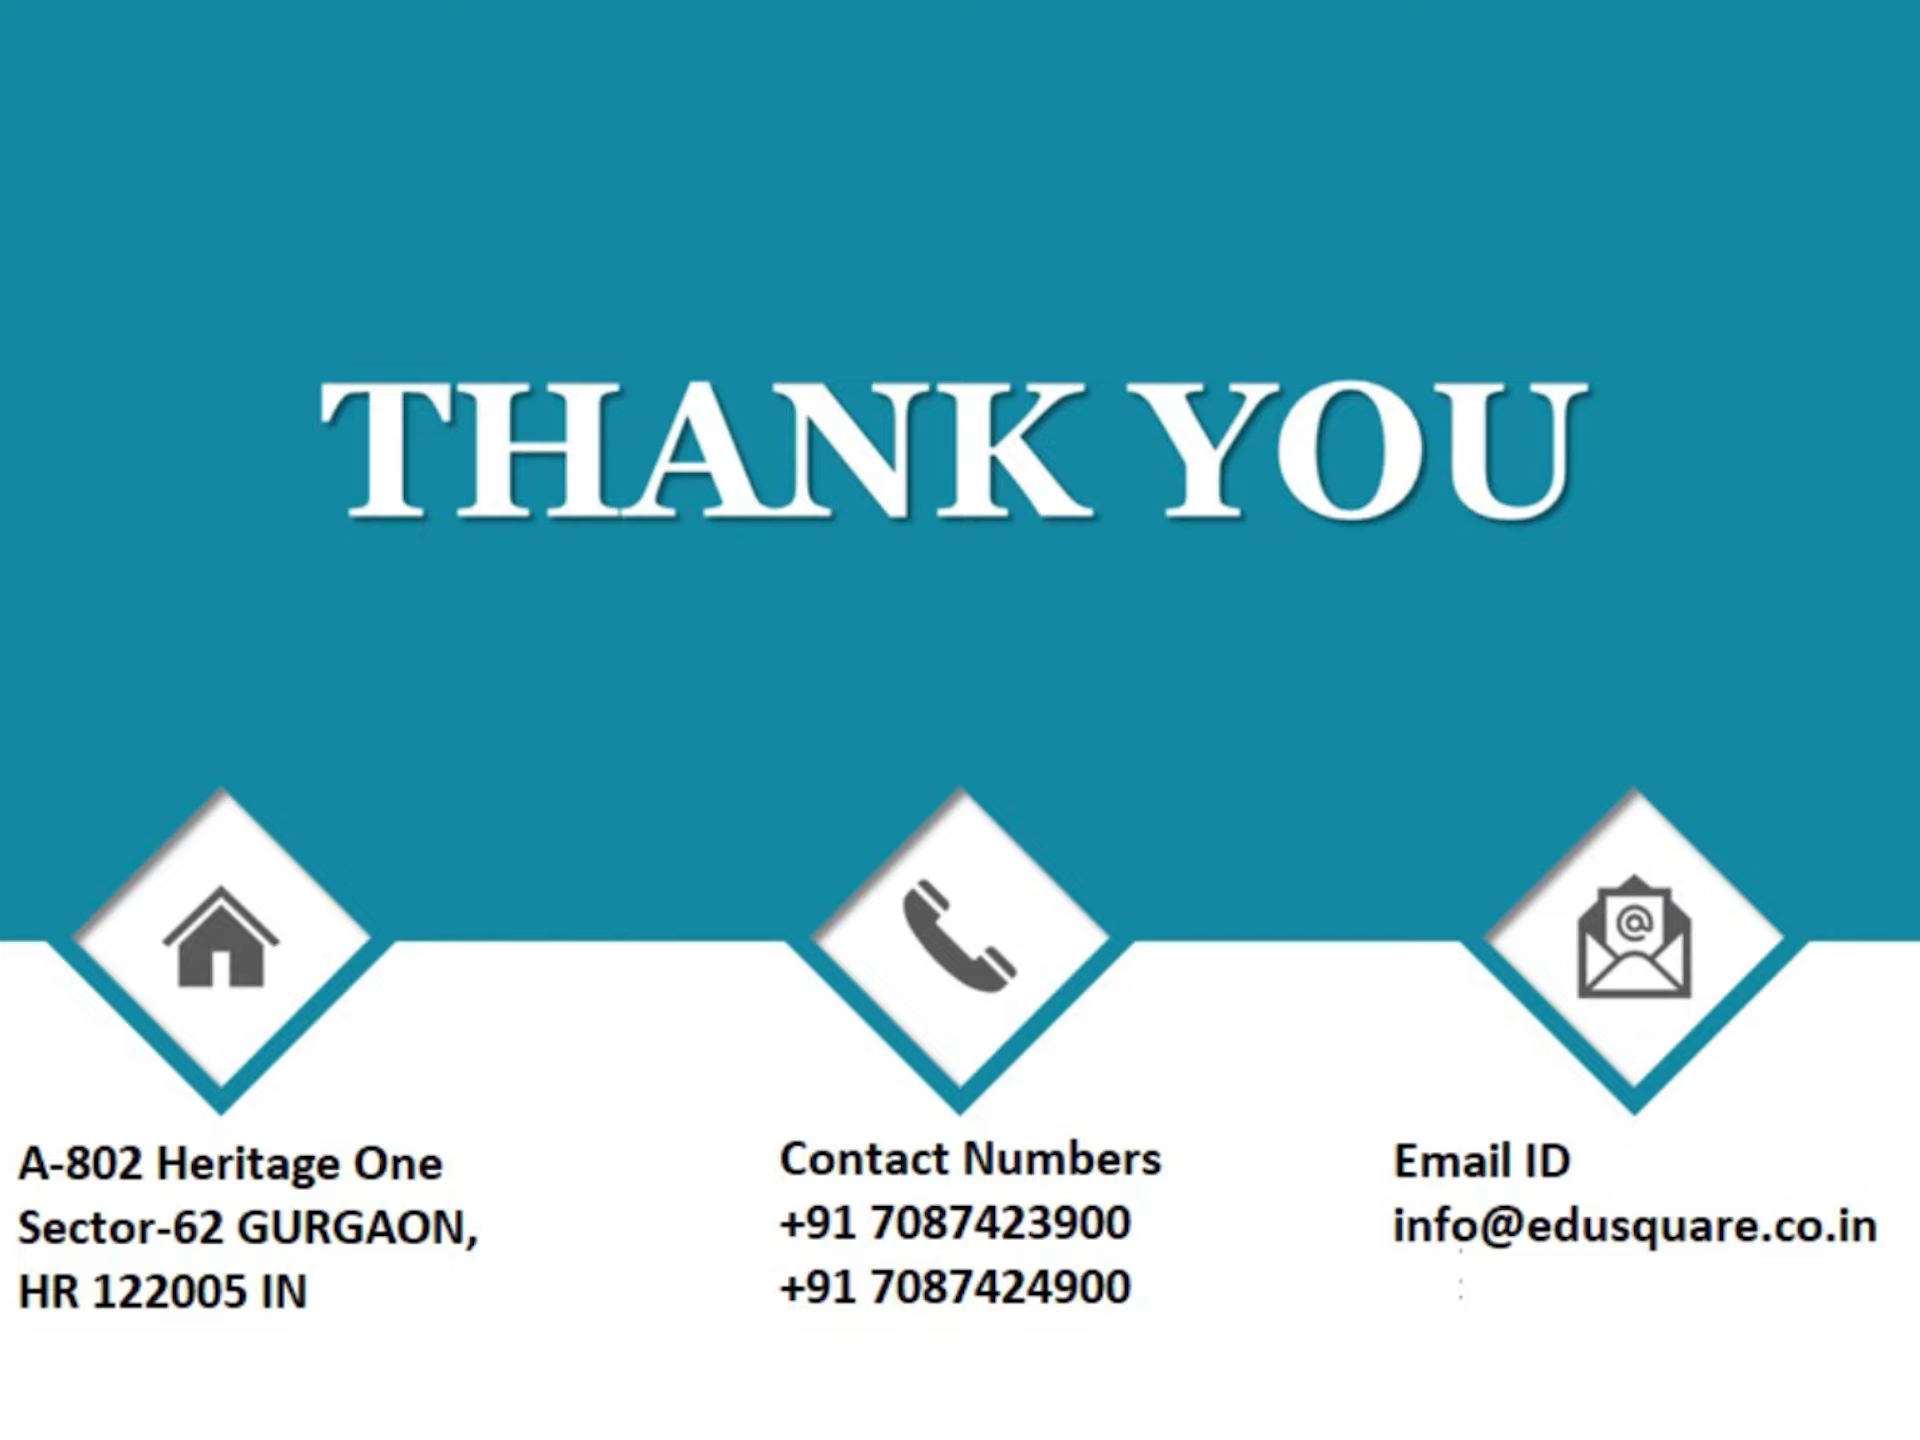 THANK YOU
A-802 Heritage One
Sector-62 GURGAON,
HR 122005 IN
Contact Numbers
+91 7087423900
+91 7087424900
Email ID
info@edusquare.co.in